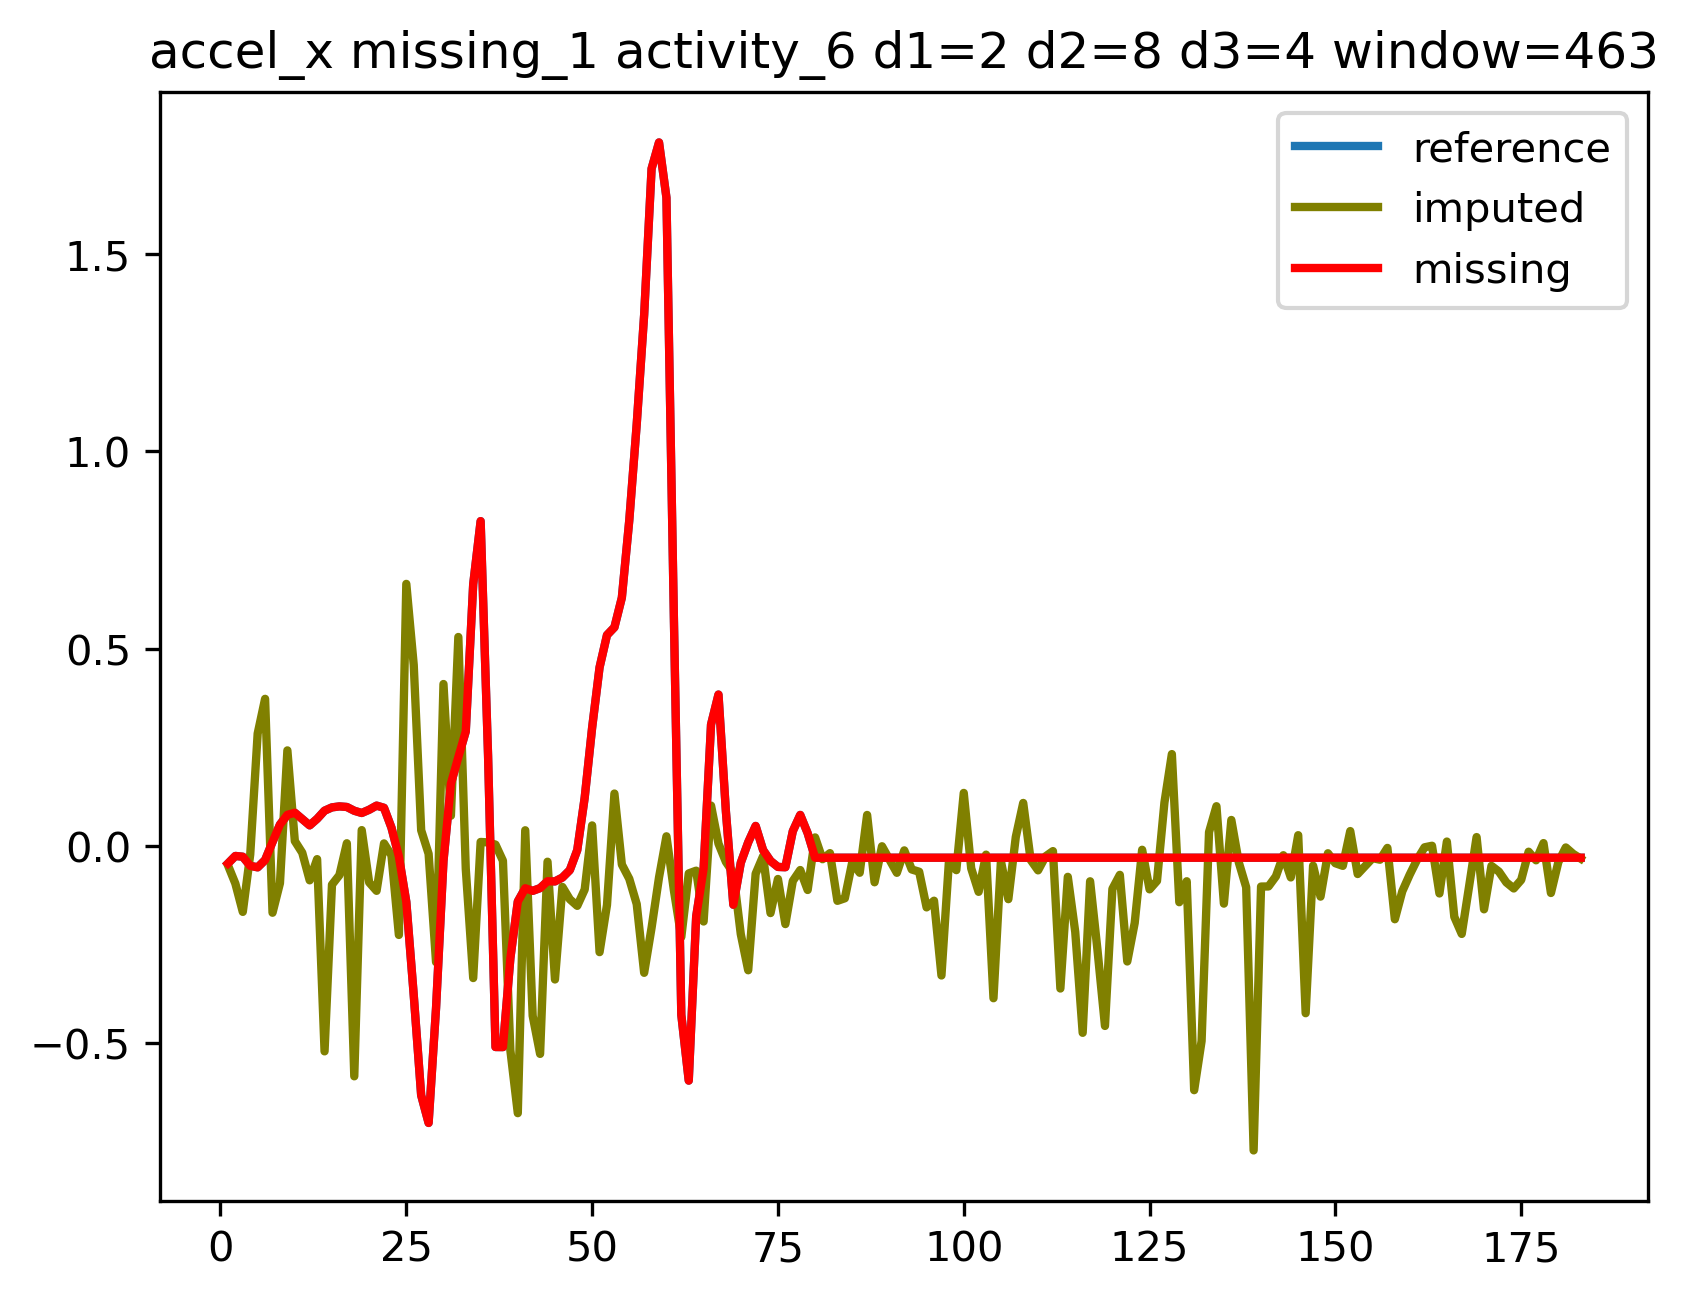 accel_x missing_1 activity_6 d1=2 d2=8 d3=4 window=463
reference
imputed
missing
1.5
1.0
0.5
0.0
−0.5
0 25 50 75 100 125 150 175